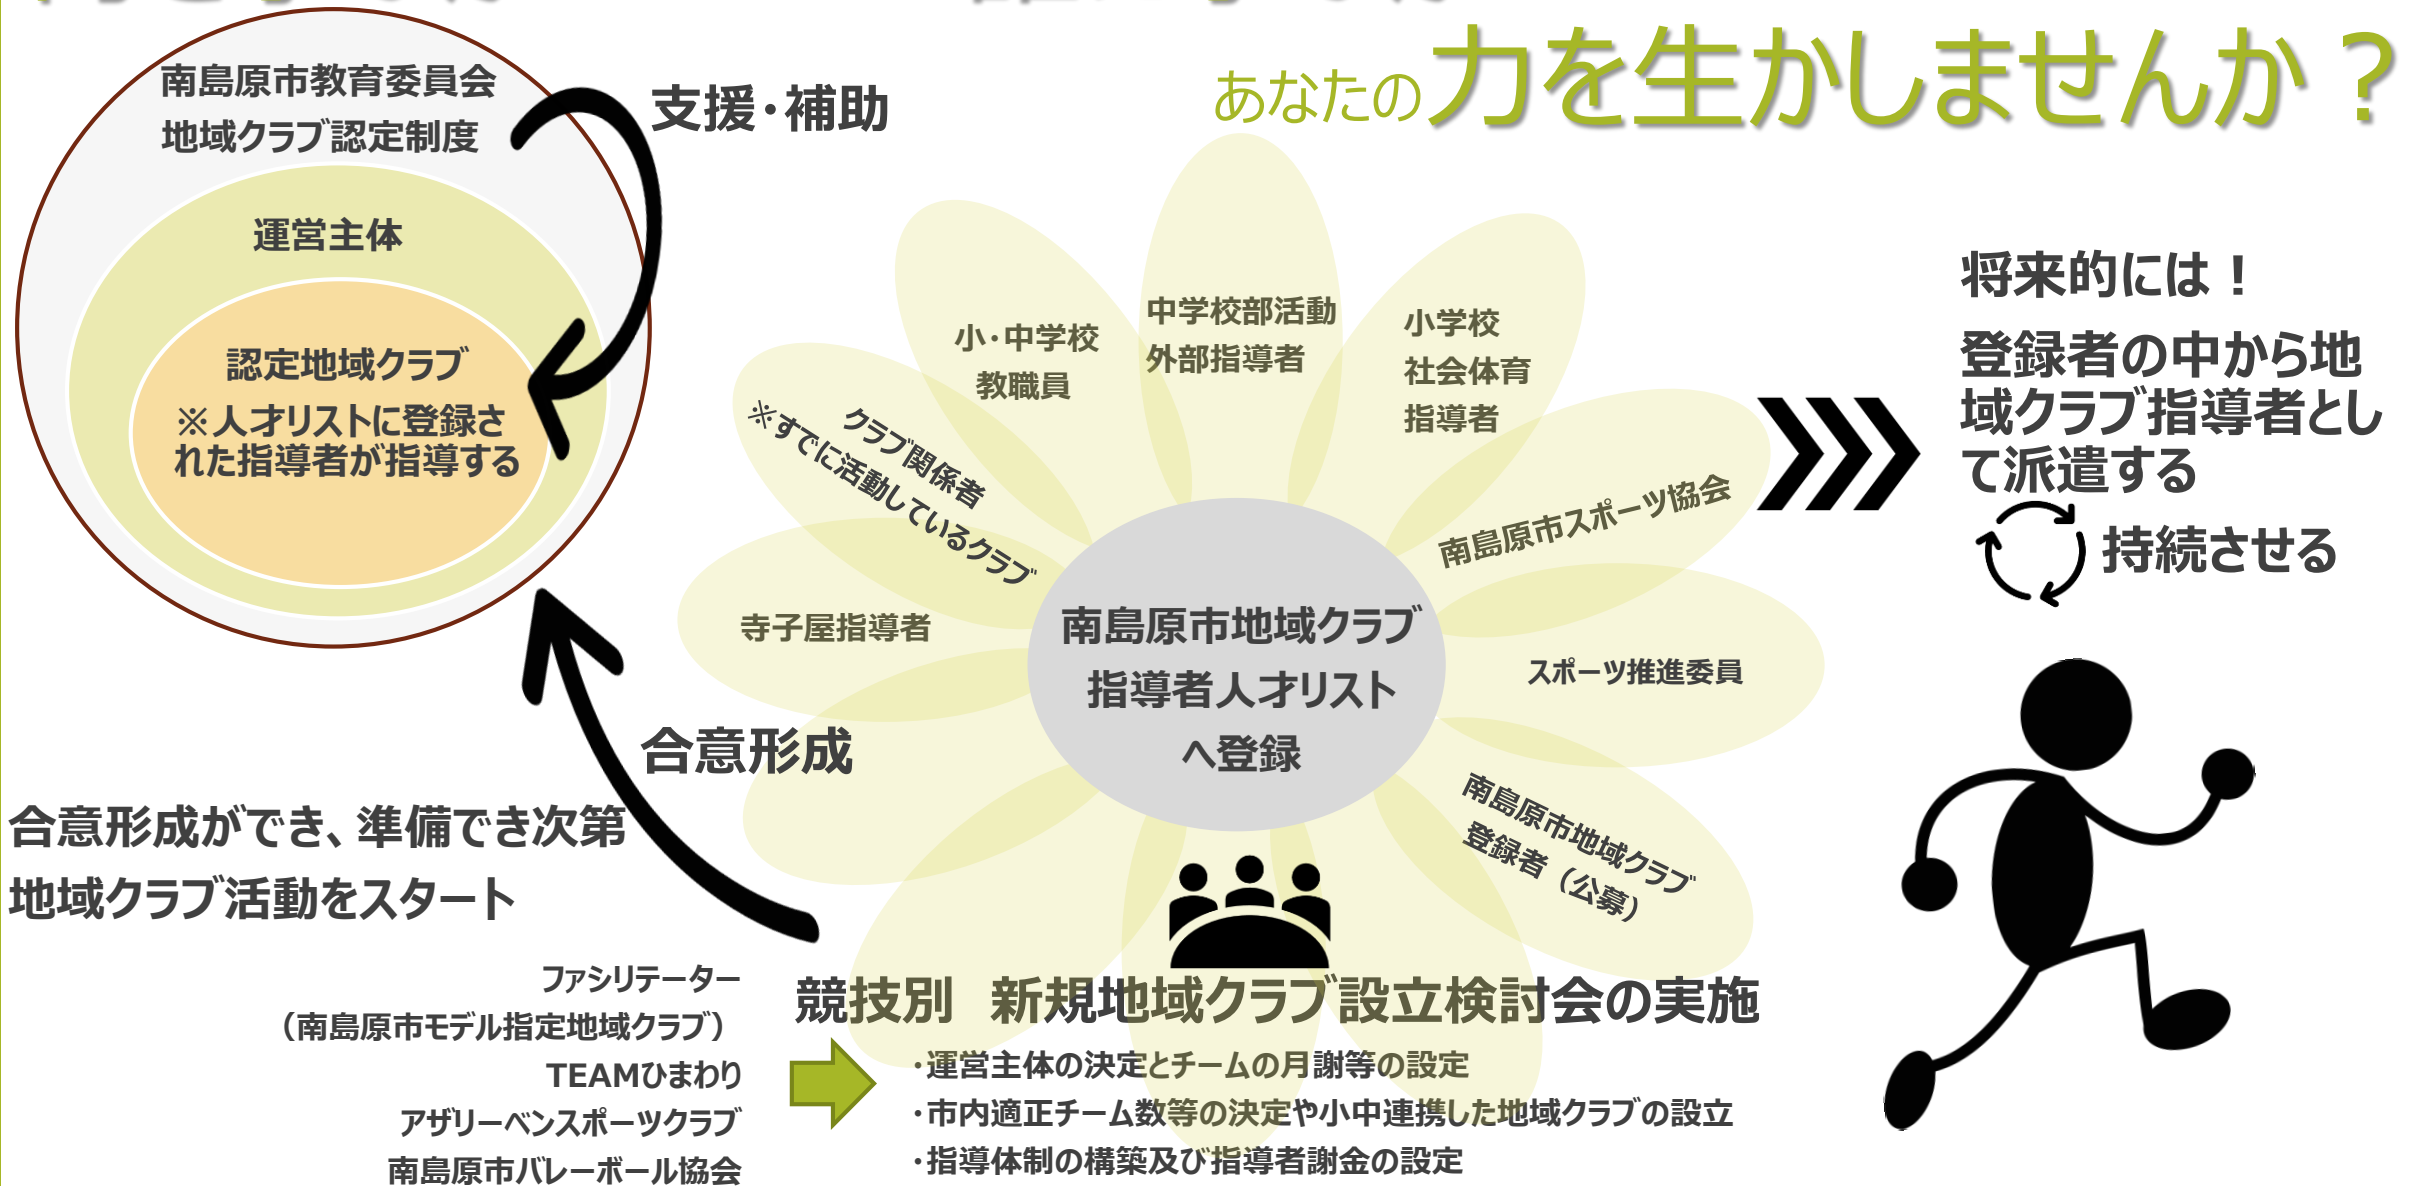 あなたの力を生かしませんか？
南島原市教育委員会
地域クラブ認定制度
支援・補助
運営主体
認定地域クラブ
※人才リストに登録さ
れた指導者が指導する
小・中学校
教職員
中学校部活動
外部指導者
小学校
社会体育
指導者
クラブ関係者
※すでに活動しているクラブ
南島原市スポーツ協会
寺子屋指導者
スポーツ推進委員
南島原市地域クラブ
登録者（公募）
南島原市地域クラブ
指導者人才リスト
へ登録
将来的には！
登録者の中から地
域クラブ指導者とし
て派遣する
持続させる
合意形成
合意形成ができ、準備でき次第
地域クラブ活動をスタート
ファシリテーター
（南島原市モデル指定地域クラブ）
TEAMひまわり
アザリーベンスポーツクラブ
南島原市バレーボール協会
競技別　新規地域クラブ設立検討会の実施
・運営主体の決定とチームの月謝等の設定
・市内適正チーム数等の決定や小中連携した地域クラブの設立
・指導体制の構築及び指導者謝金の設定